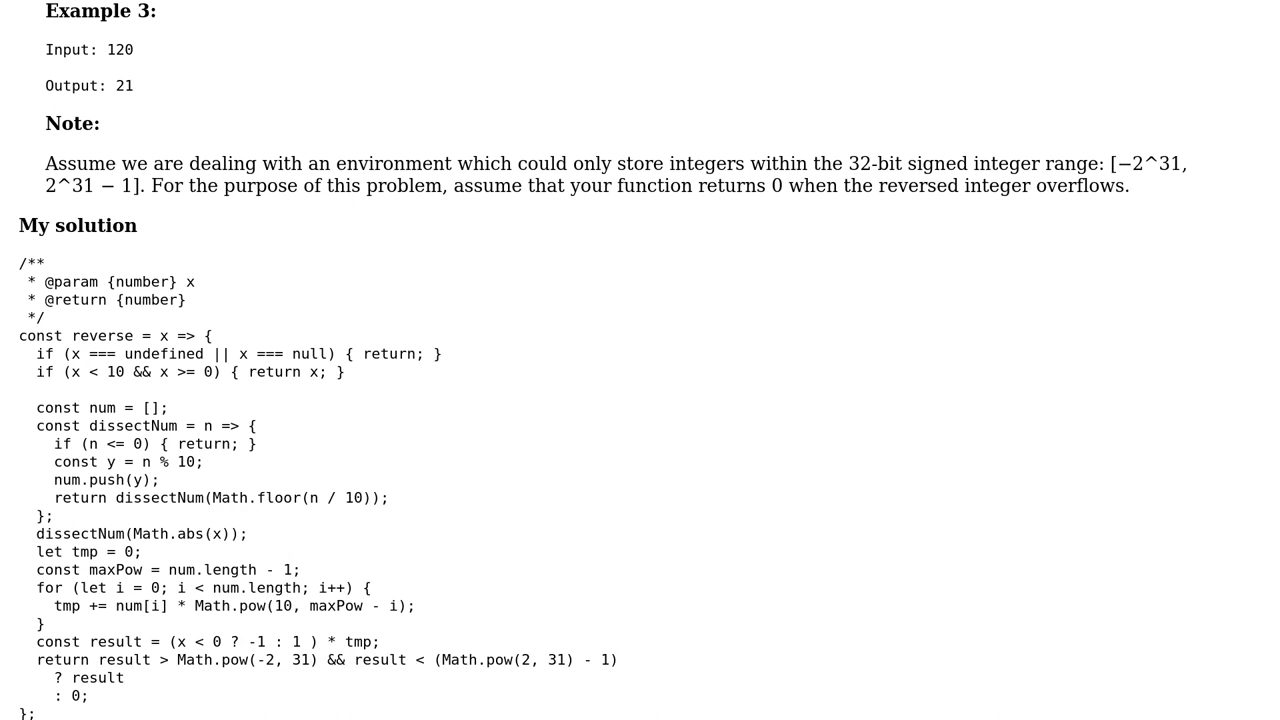 Example 3:
Input: 120
Output: 21
Note:
Assume we are dealing with an environment which could only store integers within the 32-bit signed integer range: [−2^31,
2^31 − 1]. For the purpose of this problem, assume that your function returns 0 when the reversed integer overflows.
My solution
/**
 * @param {number} x
 * @return {number}
 */
const reverse = x => {
  if (x === undefined || x === null) { return; }
  if (x < 10 && x >= 0) { return x; }
  const num = [];
  const dissectNum = n => {
    if (n <= 0) { return; }
    const y = n % 10;
    num.push(y);
    return dissectNum(Math.floor(n / 10));
  };
  dissectNum(Math.abs(x));
  let tmp = 0;
  const maxPow = num.length - 1;
  for (let i = 0; i < num.length; i++) {
    tmp += num[i] * Math.pow(10, maxPow - i);
  }
  const result = (x < 0 ? -1 : 1 ) * tmp;
  return result > Math.pow(-2, 31) && result < (Math.pow(2, 31) - 1)
    ? result
    : 0;
};